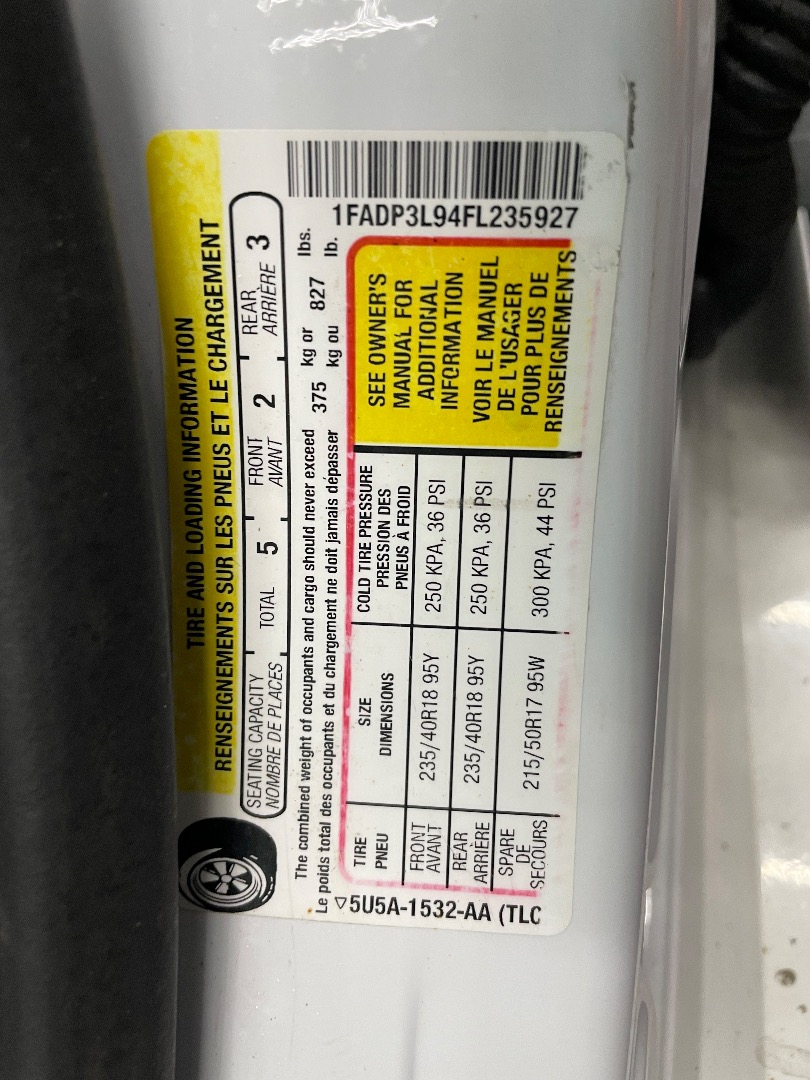 TIRE AND LOADING INFORMATION
RENSEIGNEMENTS SUR LES PNEUS ET LE CHARGEMENT
SEATING CAPACITY TOTAL 5 FRONT 2 REAR 3
NOMBRE DE PLACES AVANT ARRIÈRE
The combined weight of occupants and cargo should never exceed 375 kg or 827 lbs.
Le poids total des occupants et du chargement ne doit jamais dépasser kg ou lb.
TIRE SIZE COLD TIRE PRESSURE
PNEU DIMENSIONS PRESSION DES
PNEUS À FROID
FRONT 235/40R18 95Y 250 KPA, 36 PSI
AVANT
REAR 235/40R18 95Y 250 KPA, 36 PSI
ARRIÈRE
SPARE 215/50R17 95W 300 KPA, 44 PSI
DE
SECOURS
SEE OWNER'S
MANUAL FOR
ADDITIONAL
INFORMATION
VOIR LE MANUEL
DE L'USAGER
POUR PLUS DE
RENSEIGNEMENTS
5U5A-1532-AA (TLC
1FADP3L94FL235927